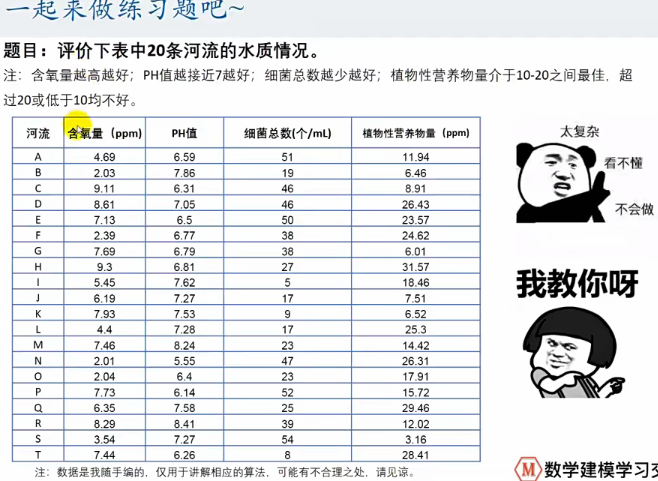 一起来做练习题吧~
题目：评价下表中20条河流的水质情况。
注：含氧量越高越好；PH值越接近7越好；细菌总数越少越好；植物性营养物量介于10-20之间最佳，超
过20或低于10均不好。
河流 含氧量（ppm） PH值 细菌总数(个/mL) 植物性营养物量（ppm）
A 4.69 6.59 51 11.94
B 2.03 7.86 19 6.46
C 9.11 6.31 46 8.91
D 8.61 7.05 46 26.43
E 7.13 6.5 50 23.57
F 2.39 6.77 38 24.62
G 7.69 6.79 38 6.01
H 9.3 6.81 27 31.57
I 5.45 7.62 5 18.46
J 6.19 7.27 17 7.51
K 7.93 7.53 9 6.52
L 4.4 7.28 17 25.3
M 7.46 8.24 23 14.42
N 2.01 5.55 47 26.31
O 2.04 6.4 23 17.91
P 7.73 6.14 52 15.72
Q 6.35 7.58 25 29.46
R 8.29 8.41 39 12.02
S 3.54 7.27 54 3.16
T 7.44 6.26 8 28.41
注：数据是我随手编的，仅用于讲解相应的算法，可能有不合理之处，请见谅。
太复杂
看不懂
不会做
我教你呀
M 数学建模学习交